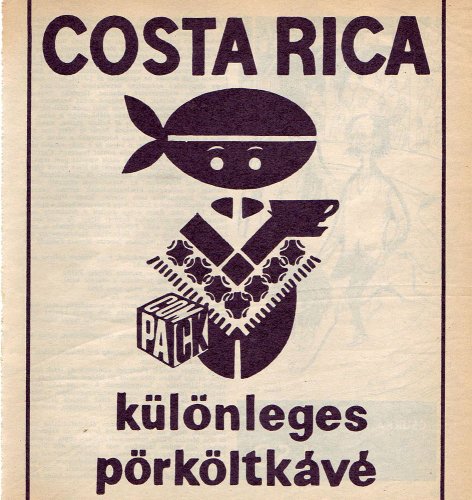 COSTA RICA
COM
PACK
különleges
pörköltkávé